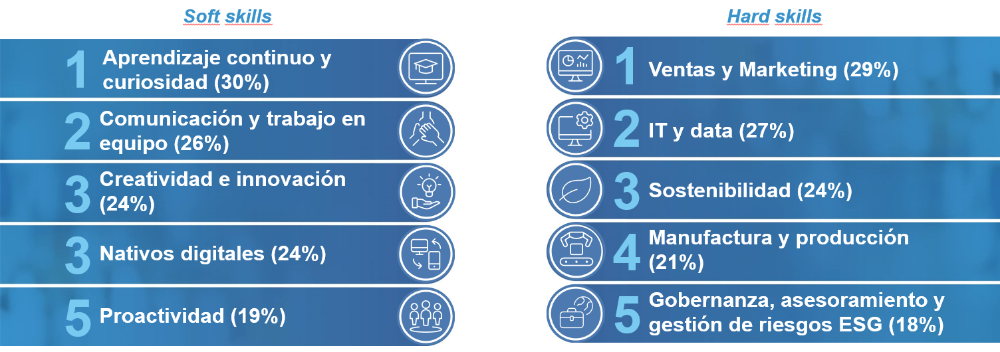 Soft skills
1 Aprendizaje continuo y
curiosidad (30%)
2 Comunicación y trabajo en
equipo (26%)
3 Creatividad e innovación
(24%)
3 Nativos digitales (24%)
5 Proactividad (19%)
Hard skills
1 Ventas y Marketing (29%)
2 IT y data (27%)
3 Sostenibilidad (24%)
4 Manufactura y producción
(21%)
5 Gobernanza, asesoramiento y
gestión de riesgos ESG (18%)